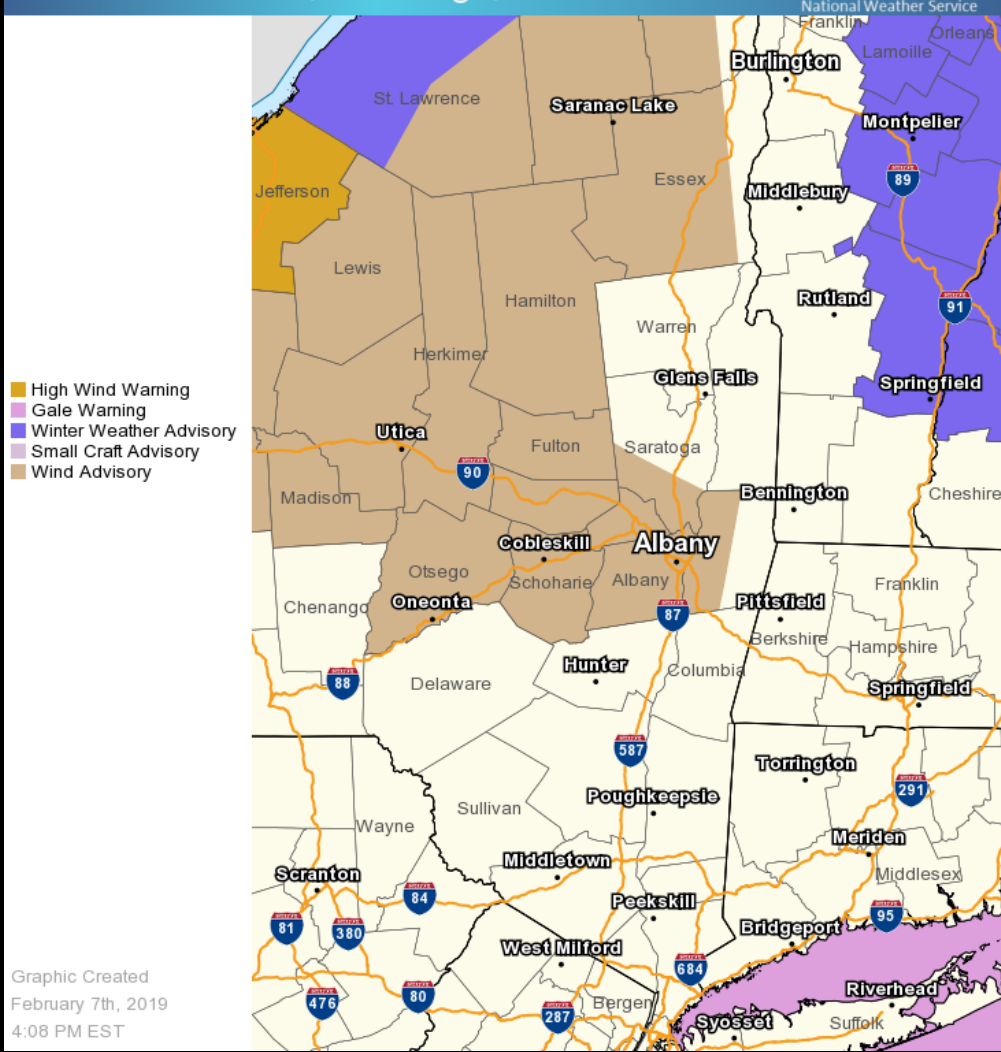 National Weather Service
Franklin
Orleans
Lamoille
Burlington
St. Lawrence
Saranac Lake
Montpelier
89
Jefferson
Essex
Middlebury
Lewis
Hamilton
Rutland
91
Warren
Herkimer
Glens Falls
Springfield
High Wind Warning
Gale Warning
Winter Weather Advisory
Small Craft Advisory
Wind Advisory
Utica
Fulton
Saratoga
90
Madison
Bennington
Cheshire
Cobleskill
Albany
Otsego
Schoharie
Albany
Franklin
Chenango
Oneonta
87
Pittsfield
Berkshire
Hampshire
Hunter
Columbia
88
Delaware
Springfield
587
Torrington
291
Sullivan
Poughkeepsie
Wayne
Meriden
Middletown
Scranton
Middlesex
84
Peekskill
81
380
95
Bridgeport
West Milford
684
Graphic Created
February 7th, 2019
4:08 PM EST
476
80
Bergen
287
Riverhead
Syosset
Suffolk